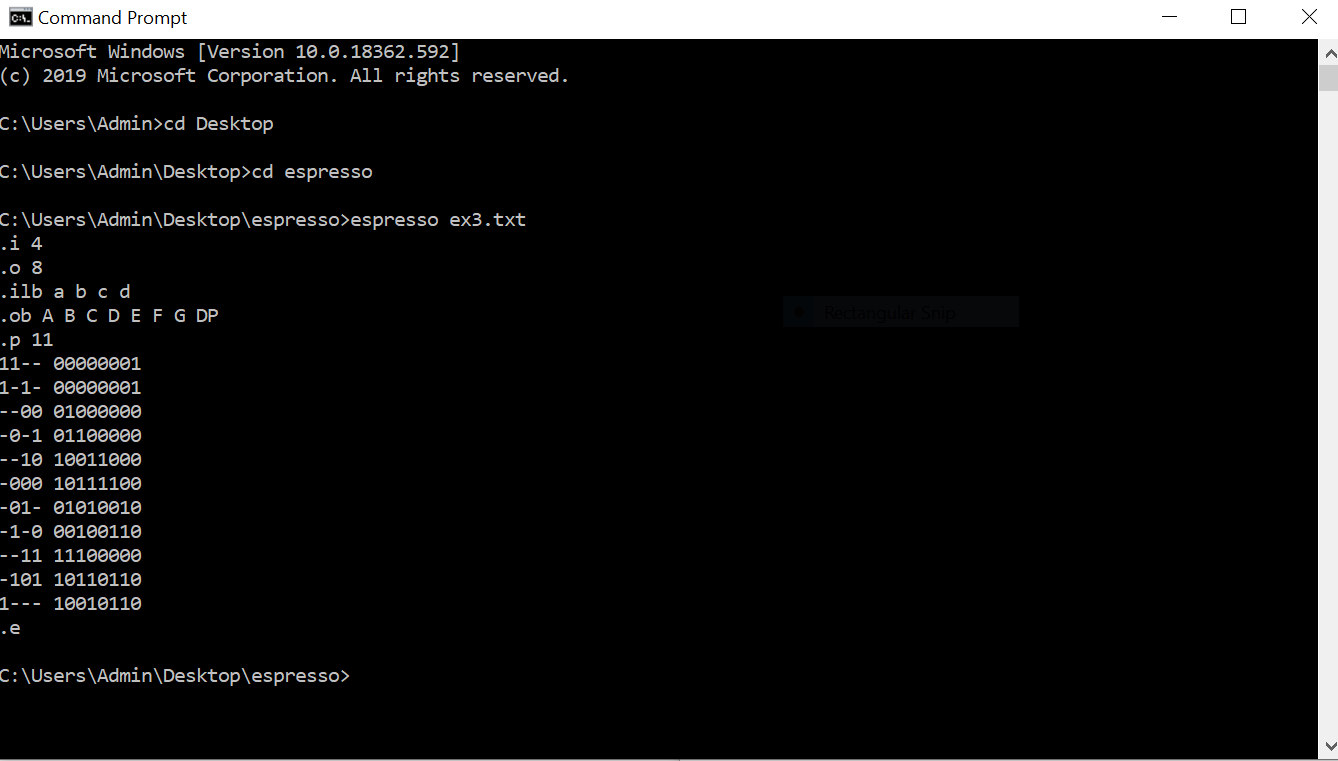 Command Prompt
Microsoft Windows [Version 10.0.18362.592]
(c) 2019 Microsoft Corporation. All rights reserved.
C:\Users\Admin>cd Desktop
C:\Users\Admin\Desktop>cd espresso
C:\Users\Admin\Desktop\espresso>espresso ex3.txt
.i 4
.o 8
.ilb a b c d
.ob A B C D E F G DP
.p 11
11-- 00000001
1-1- 00000001
--00 01000000
-0-1 01100000
--10 10011000
-000 10111100
-01- 01010010
-1-0 00100110
--11 11100000
-101 10110110
1--- 10010110
.e
C:\Users\Admin\Desktop\espresso>
Rectangular Snip